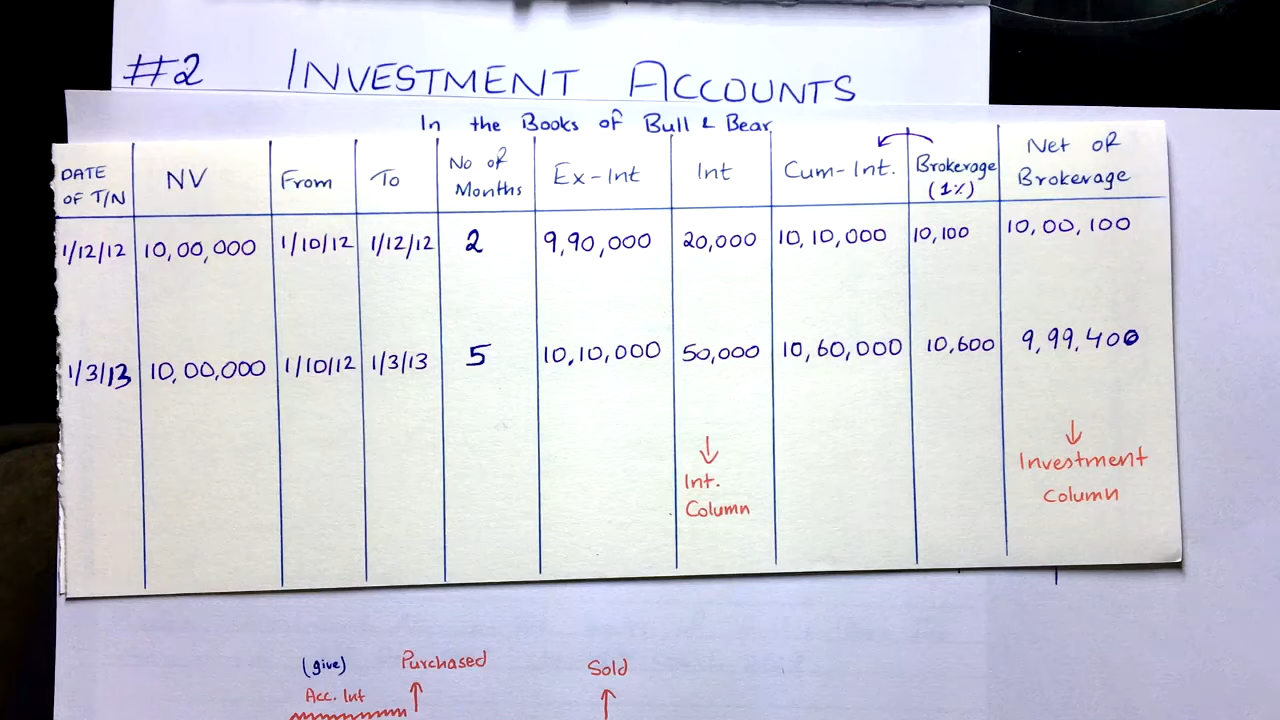 #2 INVESTMENT ACCOUNTS
In the Books of Bull & Bear
DATE OF T/N NV From To No of Months Ex-Int Int Cum-Int. Brokerage (1%) Net of Brokerage
1/12/12 10,00,000 1/10/12 1/12/12 2 9,90,000 20,000 10,10,000 10,100 10,00,100
1/3/13 10,00,000 1/10/12 1/3/13 5 10,10,000 50,000 10,60,000 10,600 9,99,400
Int. Column
Investment Column
(give) Purchased Sold
Acc. Int